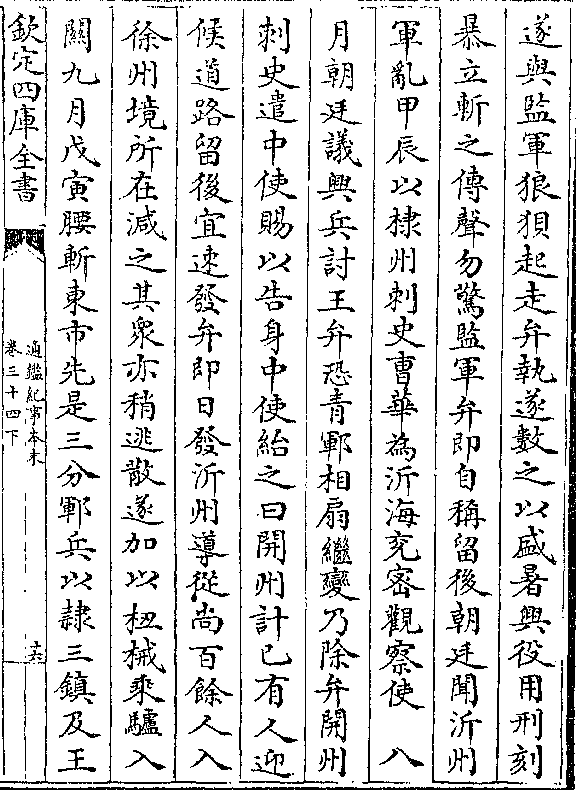 遂與監軍狼狽起走弁執遂數之以盛暑興役用刑刻
暴立斬之傳聲勿驚監軍弁即自稱留後朝廷聞沂州
軍亂甲辰以棣州刺史曹華為沂海兖密觀察使　八
月朝廷議興兵討王弁恐青鄆相扇繼變乃除弁開州
刺史遣中使賜以告身中使紿之曰開州計已有人迎
候道路留後宜速發弁即日發沂州導從尚百餘人入
徐州境所在減之其衆亦稍逃散遂加以杻械乘驢入
關九月戊寅腰斬東市先是三分鄆兵以隷三鎮及王
欽定四庫全書
通鑑紀事本末
卷三十四下
十六